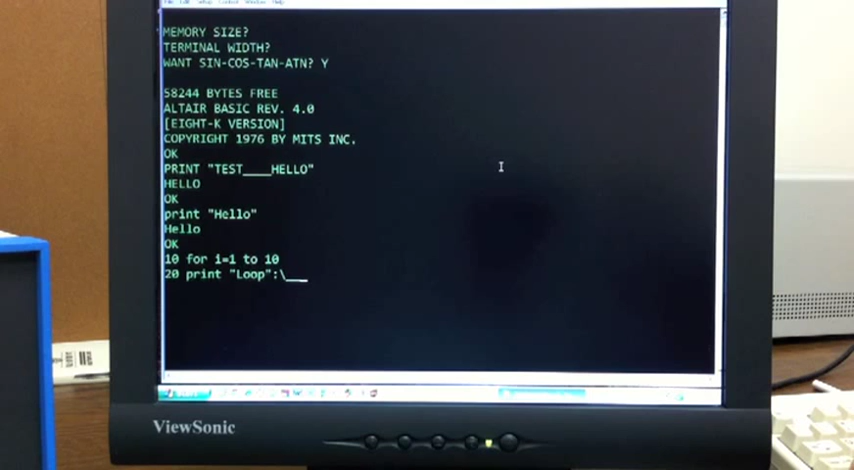 MEMORY SIZE?
TERMINAL WIDTH?
WANT SIN-COS-TAN-ATN? Y
58244 BYTES FREE
ALTAIR BASIC REV. 4.0
[EIGHT-K VERSION]
COPYRIGHT 1976 BY MITS INC.
OK
PRINT "TEST____HELLO"
HELLO
OK
print "Hello"
Hello
OK
10 for i=1 to 10
20 print "Loop":\___
ViewSonic